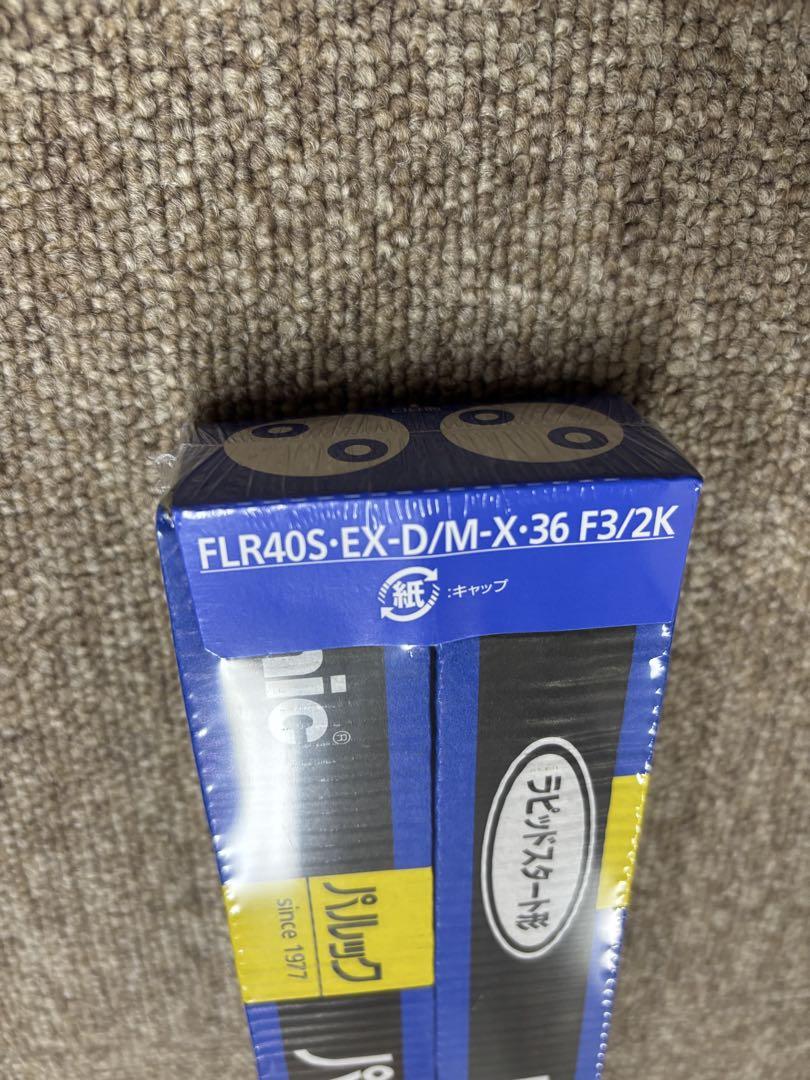 FLR40S・EX-D/M-X・36 F3/2K
紙:キャップ
nic®
パルック
since 1977
ラピッドスタート形
パ